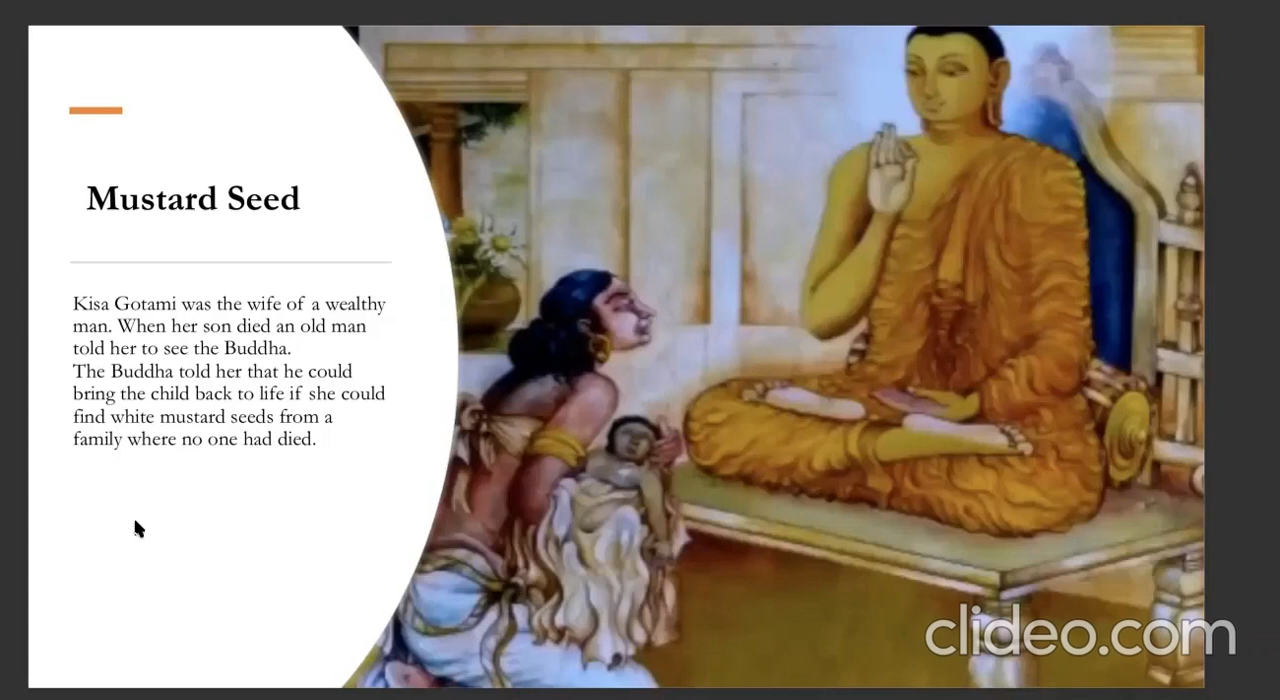 Mustard Seed
Kisa Gotami was the wife of a wealthy
man. When her son died an old man
told her to see the Buddha.
The Buddha told her that he could
bring the child back to life if she could
find white mustard seeds from a
family where no one had died.
clideo.com